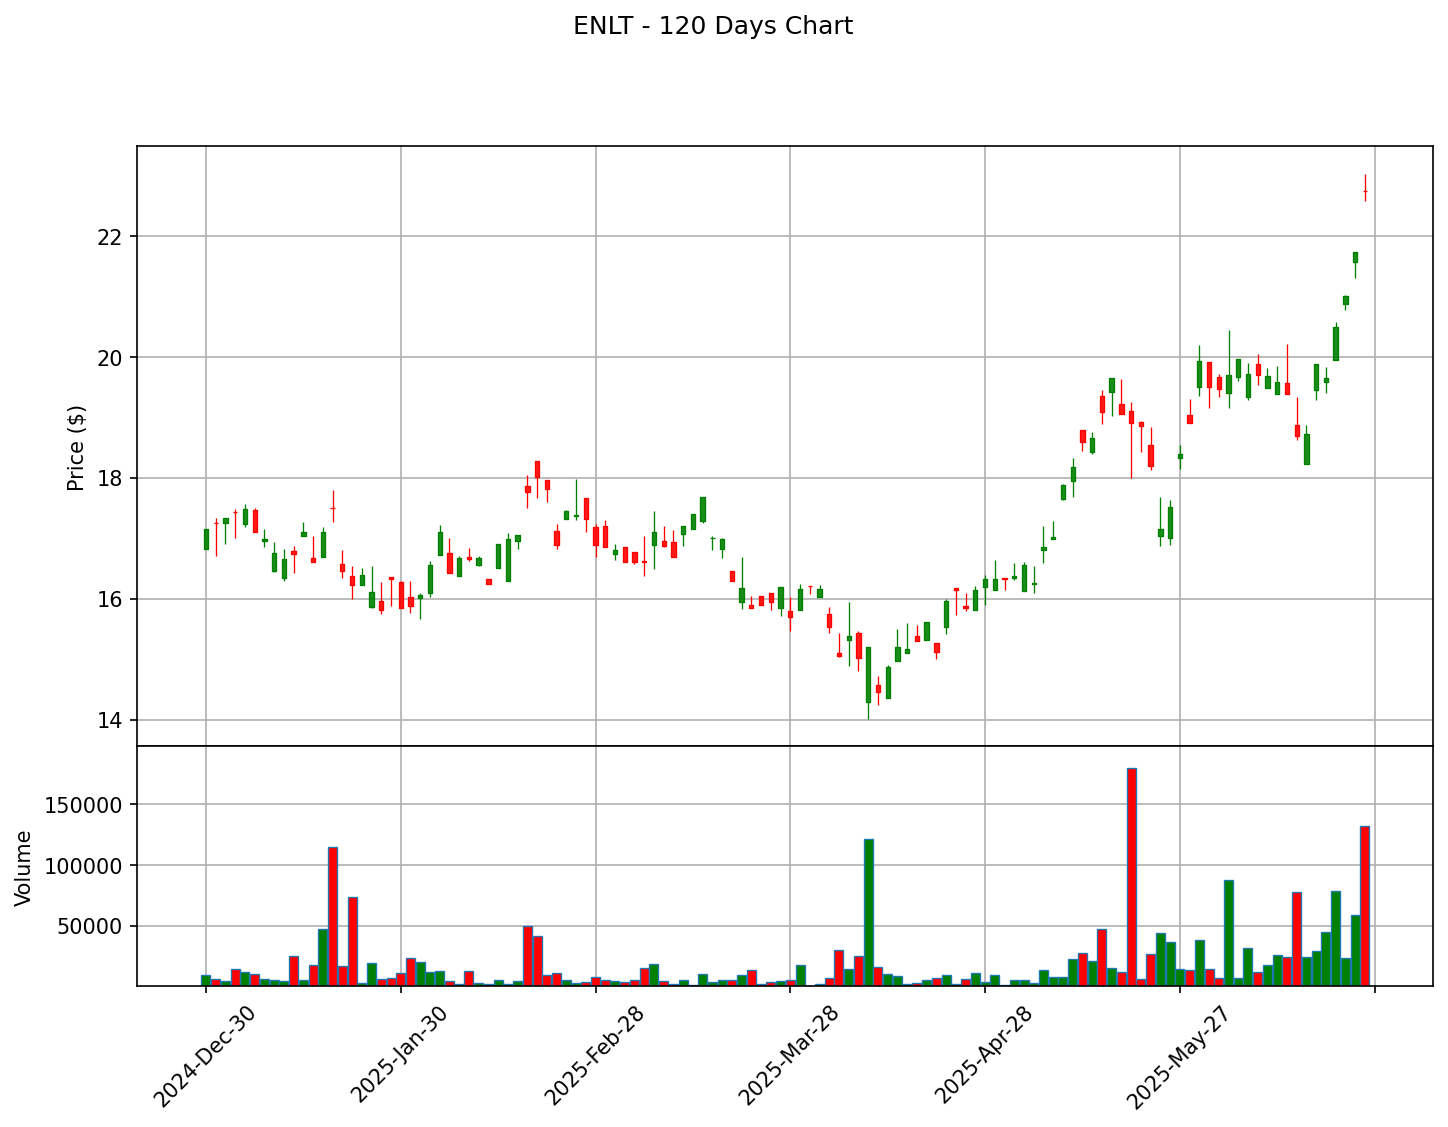 ENLT - 120 Days Chart
Price ($)
22
20
18
16
14
Volume
150000
100000
50000
2024-Dec-30
2025-Jan-30
2025-Feb-28
2025-Mar-28
2025-Apr-28
2025-May-27